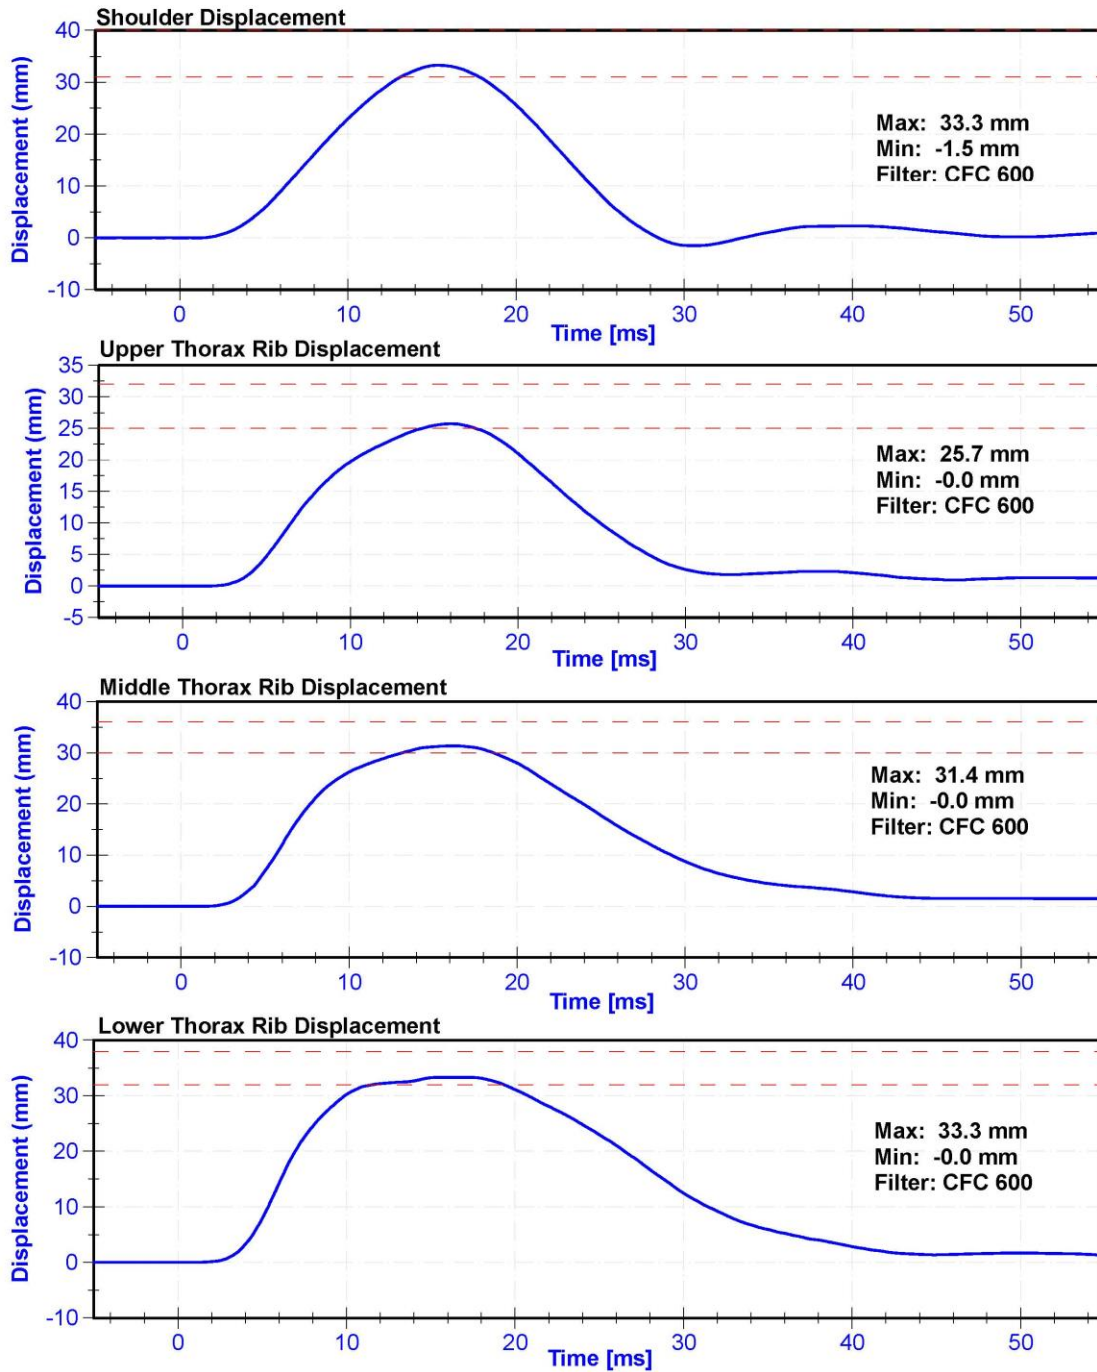 Shoulder Displacement
Displacement (mm)
40
30
20
10
0
-10
Max: 33.3 mm
Min: -1.5 mm
Filter: CFC 600
0 10 20 30 40 50
Time [ms]
Upper Thorax Rib Displacement
Displacement (mm)
35
30
25
20
15
10
5
0
-5
Max: 25.7 mm
Min: -0.0 mm
Filter: CFC 600
0 10 20 30 40 50
Time [ms]
Middle Thorax Rib Displacement
Displacement (mm)
40
30
20
10
0
-10
Max: 31.4 mm
Min: -0.0 mm
Filter: CFC 600
0 10 20 30 40 50
Time [ms]
Lower Thorax Rib Displacement
Displacement (mm)
40
30
20
10
0
-10
Max: 33.3 mm
Min: -0.0 mm
Filter: CFC 600
0 10 20 30 40 50
Time [ms]